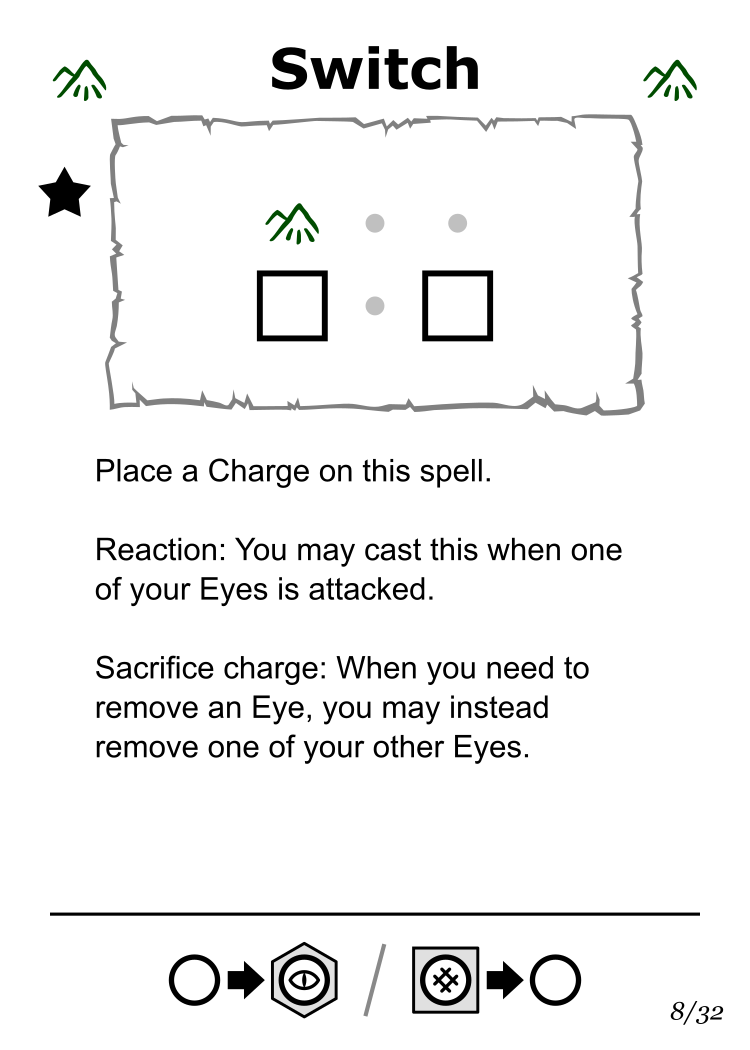 Switch
Place a Charge on this spell.
Reaction: You may cast this when one
of your Eyes is attacked.
Sacrifice charge: When you need to
remove an Eye, you may instead
remove one of your other Eyes.
8/32